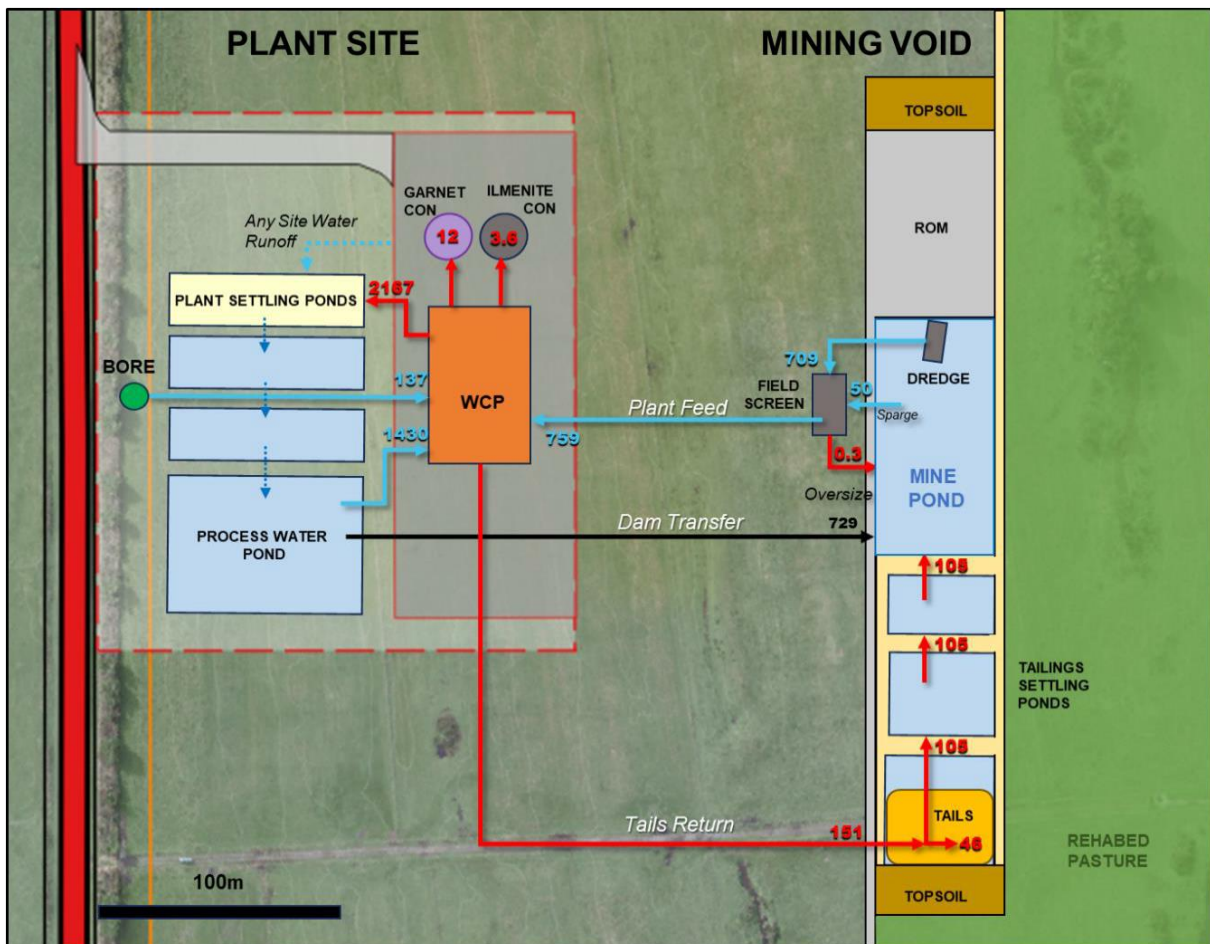 PLANT SITE
MINING VOID
TOPSOIL
GARNET
CON
ILMENITE
CON
12
3.6
ROM
Any Site Water
Runoff
2167
PLANT SETTLING PONDS
BORE
137
WCP
1430
709
DREDGE
FIELD
SCREEN
50
Sparge
Plant Feed
759
0.3
Oversize
MINE
POND
PROCESS WATER
POND
Dam Transfer
729
105
105
TAILINGS
SETTLING
PONDS
105
TAILS
Tails Return
151
46
REHABED
PASTURE
100m
TOPSOIL